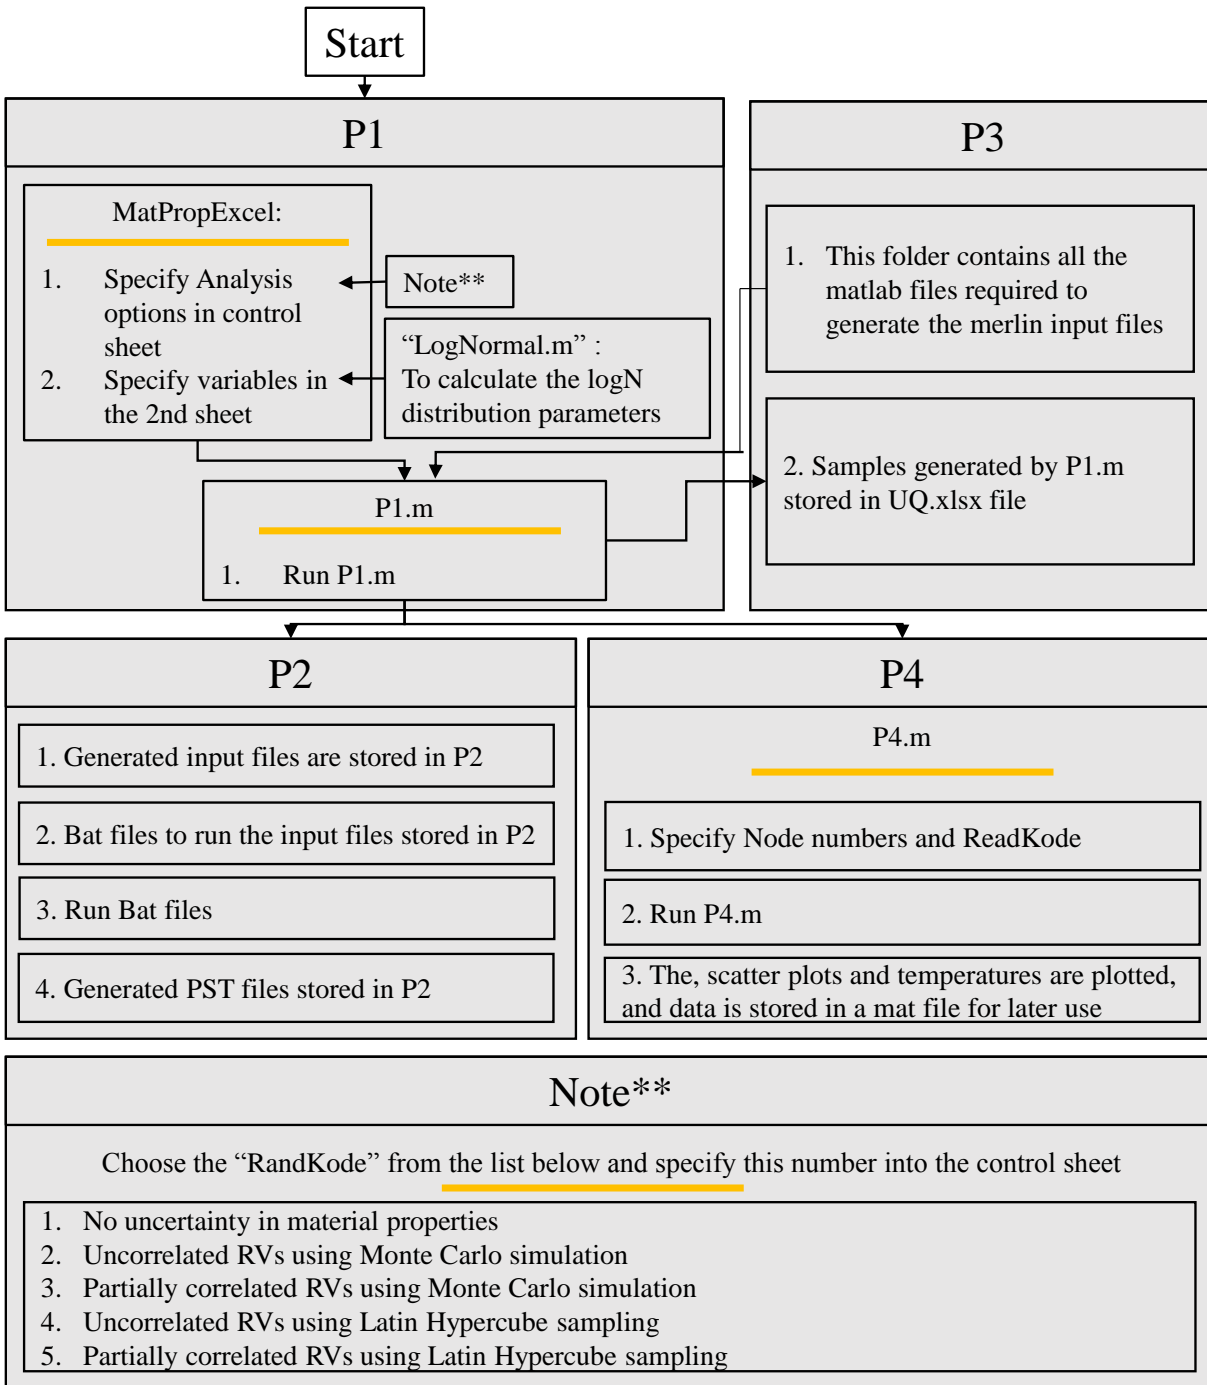 Start
P1
MatPropExcel:
1. Specify Analysis
options in control
sheet
2. Specify variables in
the 2nd sheet
Note**
“LogNormal.m” :
To calculate the logN
distribution parameters
P1.m
1. Run P1.m
P3
1. This folder contains all the
matlab files required to
generate the merlin input files
2. Samples generated by P1.m
stored in UQ.xlsx file
P2
1. Generated input files are stored in P2
2. Bat files to run the input files stored in P2
3. Run Bat files
4. Generated PST files stored in P2
P4
P4.m
1. Specify Node numbers and ReadKode
2. Run P4.m
3. The, scatter plots and temperatures are plotted,
and data is stored in a mat file for later use
Note**
Choose the “RandKode” from the list below and specify this number into the control sheet
1. No uncertainty in material properties
2. Uncorrelated RVs using Monte Carlo simulation
3. Partially correlated RVs using Monte Carlo simulation
4. Uncorrelated RVs using Latin Hypercube sampling
5. Partially correlated RVs using Latin Hypercube sampling